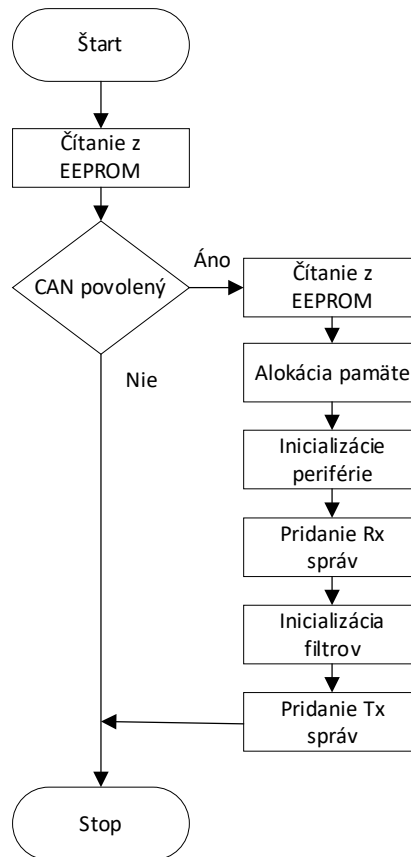 Štart
Čítanie z
EEPROM
CAN povolený
Áno
Nie
Čítanie z
EEPROM
Alokácia pamäte
Inicializácie
periférie
Pridanie Rx
správ
Inicializácia
filtrov
Pridanie Tx
správ
Stop